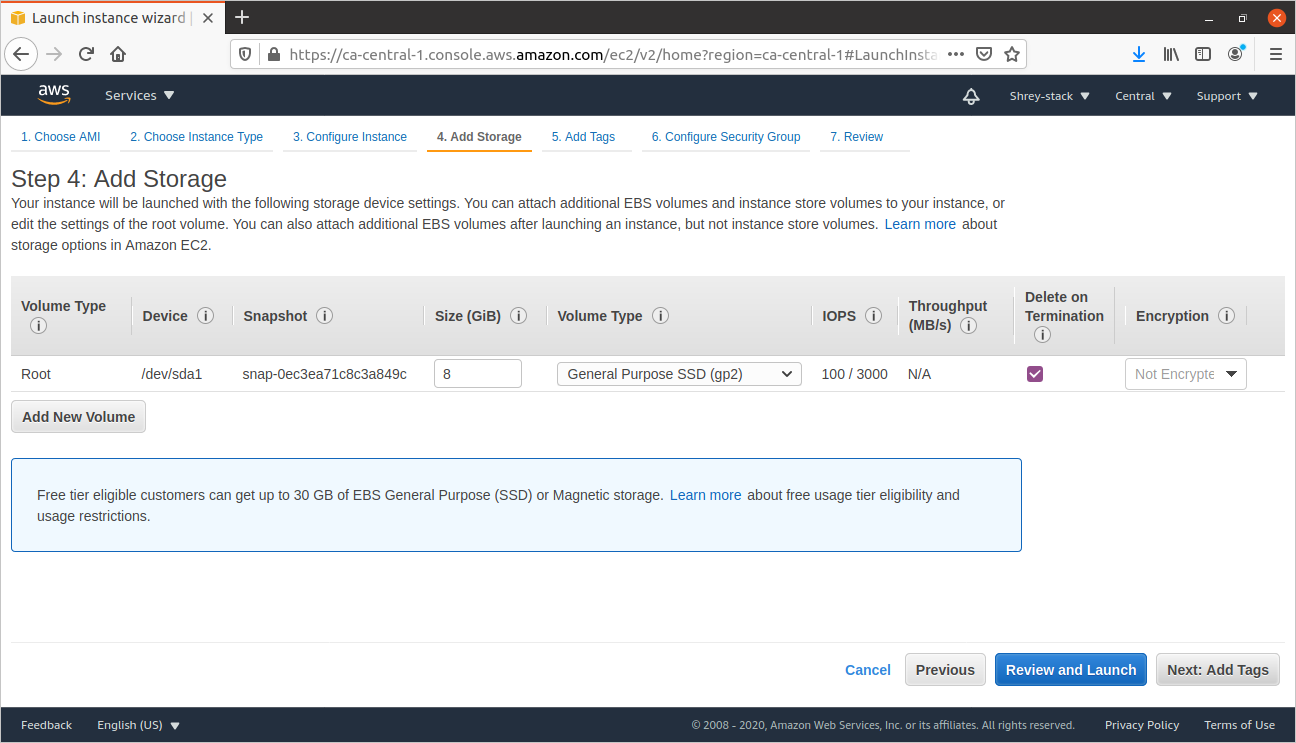 Launch instance wizard
https://ca-central-1.console.aws.amazon.com/ec2/v2/home?region=ca-central-1#LaunchInsta
aws Services Shrey-stack Central Support
1. Choose AMI 2. Choose Instance Type 3. Configure Instance 4. Add Storage 5. Add Tags 6. Configure Security Group 7. Review
Step 4: Add Storage
Your instance will be launched with the following storage device settings. You can attach additional EBS volumes and instance store volumes to your instance, or
edit the settings of the root volume. You can also attach additional EBS volumes after launching an instance, but not instance store volumes. Learn more about
storage options in Amazon EC2.
Volume Type i Device i Snapshot i Size (GiB) i Volume Type i IOPS i Throughput (MB/s) i Delete on Termination i Encryption i
Root /dev/sda1 snap-0ec3ea71c8c3a849c 8 General Purpose SSD (gp2) 100 / 3000 N/A Not Encrypte
Add New Volume
Free tier eligible customers can get up to 30 GB of EBS General Purpose (SSD) or Magnetic storage. Learn more about free usage tier eligibility and
usage restrictions.
Cancel Previous Review and Launch Next: Add Tags
Feedback English (US) © 2008 - 2020, Amazon Web Services, Inc. or its affiliates. All rights reserved. Privacy Policy Terms of Use